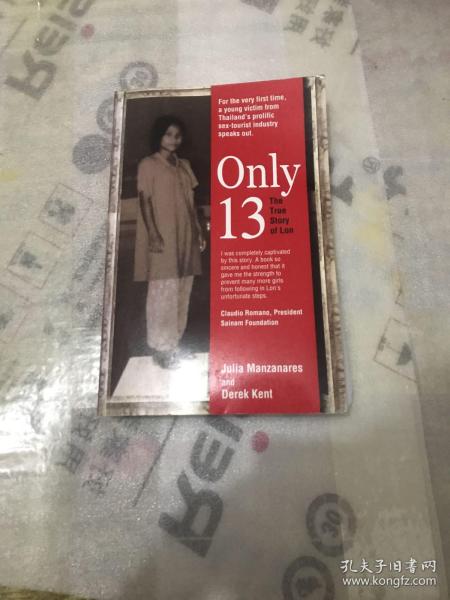 For the very first time,
a young victim from
Thailand's prolific
sex-tourist industry
speaks out.
Only
13
The
True
Story
of Lon
I was completely captivated
by this story. A book so
sincere and honest that it
gave me the strength to
prevent many more girls
from following in Lon's
unfortunate steps.
Claudio Romano, President
Sainam Foundation
Julia Manzanares
and
Derek Kent
孔夫子旧书网
www.kongfz.com